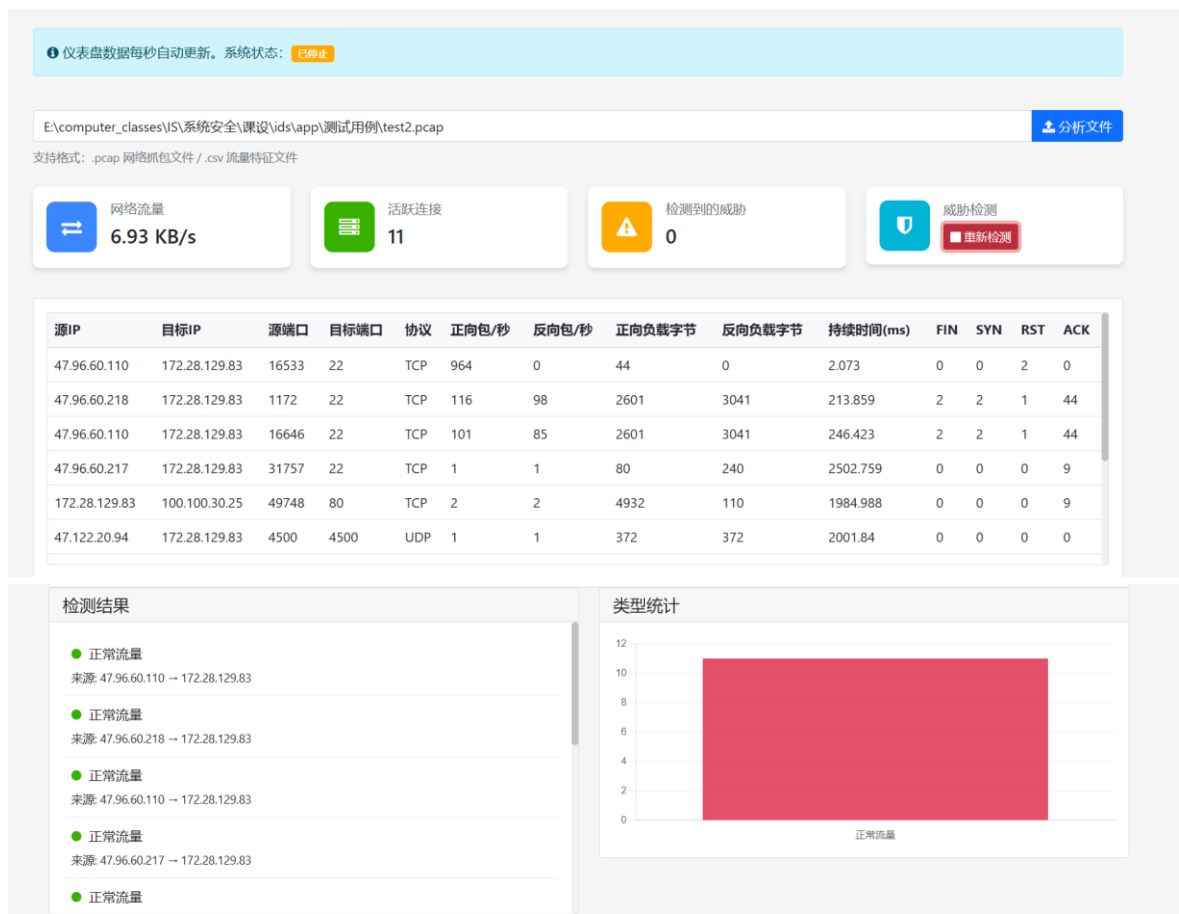 仪表盘数据每秒自动更新。系统状态： 已停止
E:\computer_classes\IS\系统安全\课设\ids\app\测试用例\test2.pcap 分析文件
支持格式：.pcap 网络抓包文件 / .csv 流量特征文件
网络流量
6.93 KB/s
活跃连接
11
检测到的威胁
0
威胁检测
重新检测
源IP 目标IP 源端口 目标端口 协议 正向包/秒 反向包/秒 正向负载字节 反向负载字节 持续时间(ms) FIN SYN RST ACK
47.96.60.110 172.28.129.83 16533 22 TCP 964 0 44 0 2.073 0 0 2 0
47.96.60.218 172.28.129.83 1172 22 TCP 116 98 2601 3041 213.859 2 2 1 44
47.96.60.110 172.28.129.83 16646 22 TCP 101 85 2601 3041 246.423 2 2 1 44
47.96.60.217 172.28.129.83 31757 22 TCP 1 1 80 240 2502.759 0 0 0 9
172.28.129.83 100.100.30.25 49748 80 TCP 2 2 4932 110 1984.988 0 0 0 9
47.122.20.94 172.28.129.83 4500 4500 UDP 1 1 372 372 2001.84 0 0 0 0
检测结果
正常流量
来源: 47.96.60.110 → 172.28.129.83
正常流量
来源: 47.96.60.218 → 172.28.129.83
正常流量
来源: 47.96.60.110 → 172.28.129.83
正常流量
来源: 47.96.60.217 → 172.28.129.83
正常流量
类型统计
12
10
8
6
4
2
0
正常流量